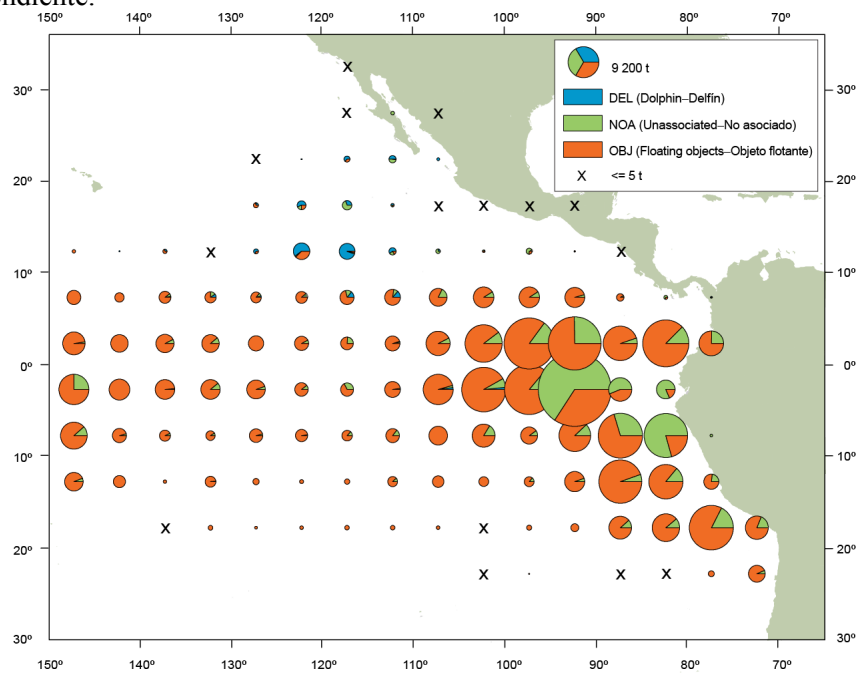 ndiente.
150º 140º 130º 120º 110º 100º 90º 80º 70º
9 200 t
30º 30º
DEL (Dolphin–Delfín)
NOA (Unassociated–No asociado)
OBJ (Floating objects–Objeto flotante)
X <= 5 t
20º 20º
10º 10º
0º 0º
10º 10º
20º 20º
30º 30º
150º 140º 130º 120º 110º 100º 90º 80º 70º